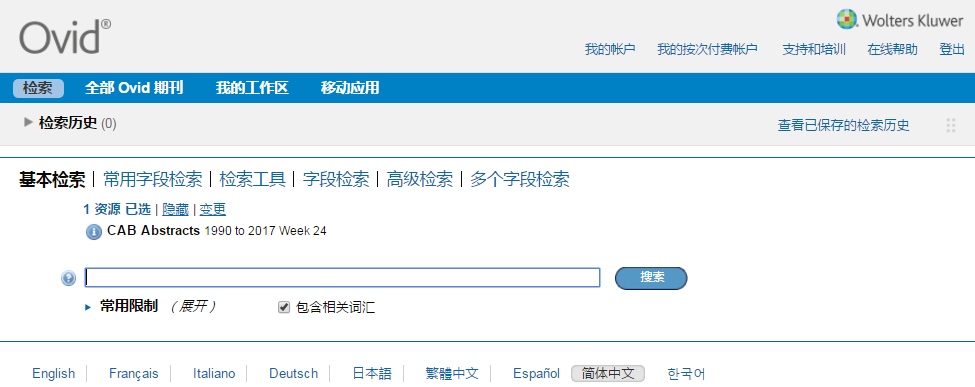 Ovid®
Wolters Kluwer
我的帐户 我的按次付费帐户 支持和培训 在线帮助 登出
检索 全部 Ovid 期刊 我的工作区 移动应用
检索历史 (0) 查看已保存的检索历史
基本检索 | 常用字段检索 | 检索工具 | 字段检索 | 高级检索 | 多个字段检索
1 资源 已选 | 隐藏 | 变更
CAB Abstracts 1990 to 2017 Week 24
搜索
常用限制 （展开） 包含相关词汇
English Français Italiano Deutsch 日本語 繁體中文 Español 简体中文 한국어